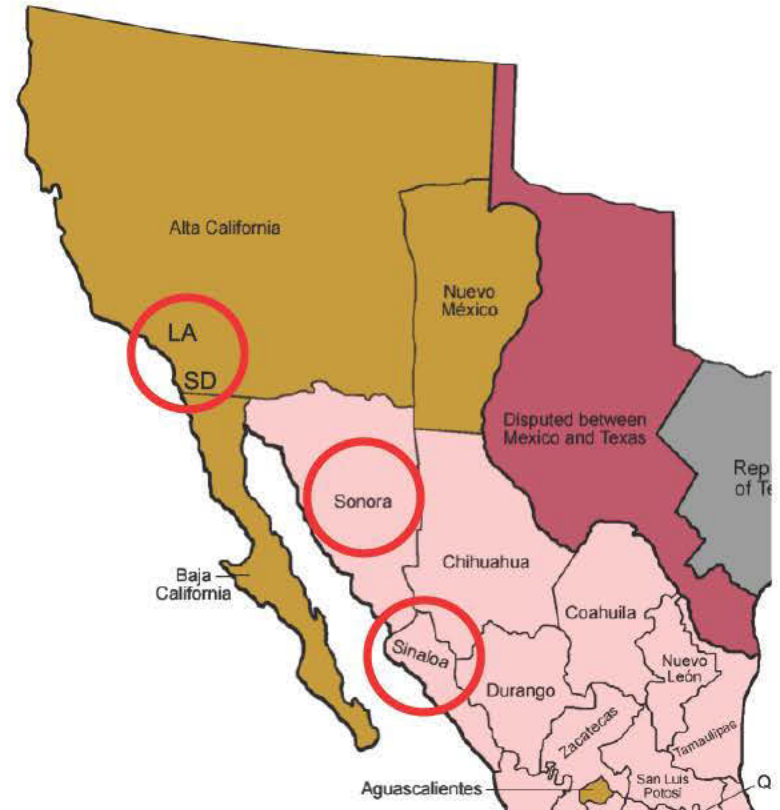 Alta California
Nuevo
México
LA
SD
Disputed between
Mexico and Texas
Rep
of Te
Sonora
Chihuahua
Baja
California
Coahuila
Sinaloa
Nuevo
León
Durango
Zacatecas
Tamaulipas
Aguascalientes
San Luis
Potosí
Q